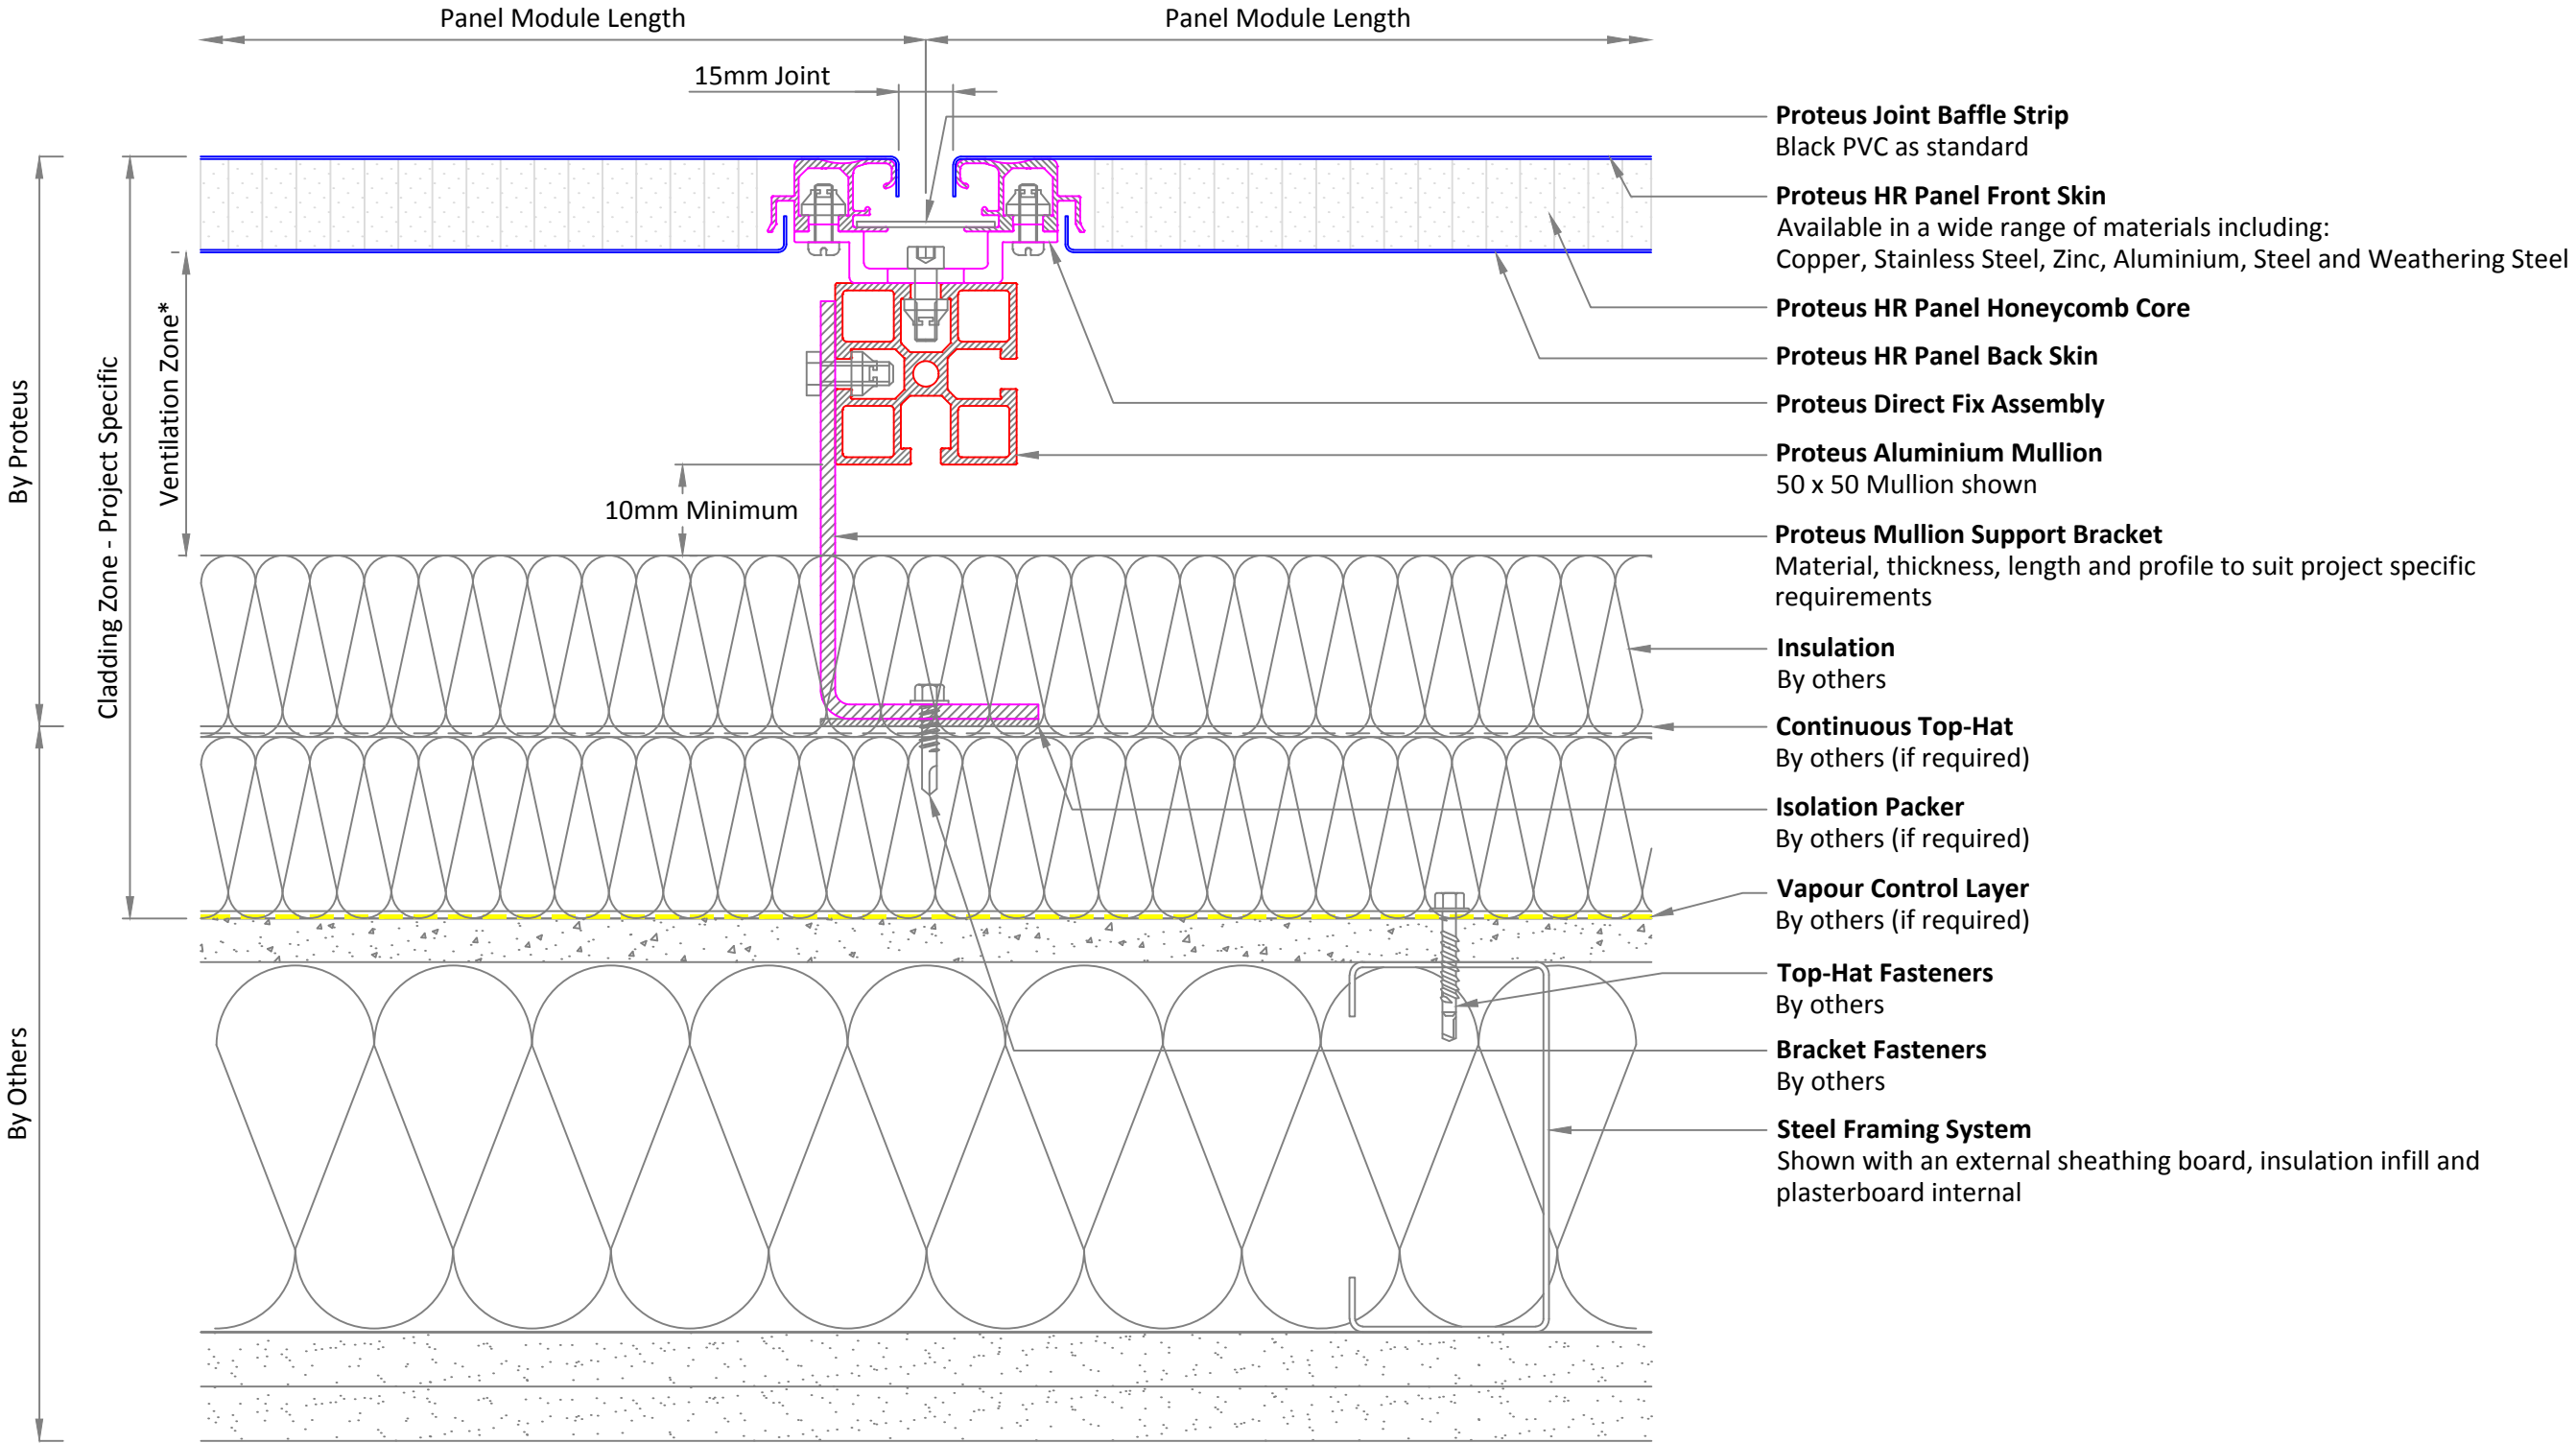 Panel Module Length
Panel Module Length
15mm Joint
By Proteus
Cladding Zone - Project Specific
Ventilation Zone*
10mm Minimum
By Others
Proteus Joint Baffle Strip
Black PVC as standard
Proteus HR Panel Front Skin
Available in a wide range of materials including:
Copper, Stainless Steel, Zinc, Aluminium, Steel and Weathering Steel
Proteus HR Panel Honeycomb Core
Proteus HR Panel Back Skin
Proteus Direct Fix Assembly
Proteus Aluminium Mullion
50 x 50 Mullion shown
Proteus Mullion Support Bracket
Material, thickness, length and profile to suit project specific
requirements
Insulation
By others
Continuous Top-Hat
By others (if required)
Isolation Packer
By others (if required)
Vapour Control Layer
By others (if required)
Top-Hat Fasteners
By others
Bracket Fasteners
By others
Steel Framing System
Shown with an external sheathing board, insulation infill and
plasterboard internal